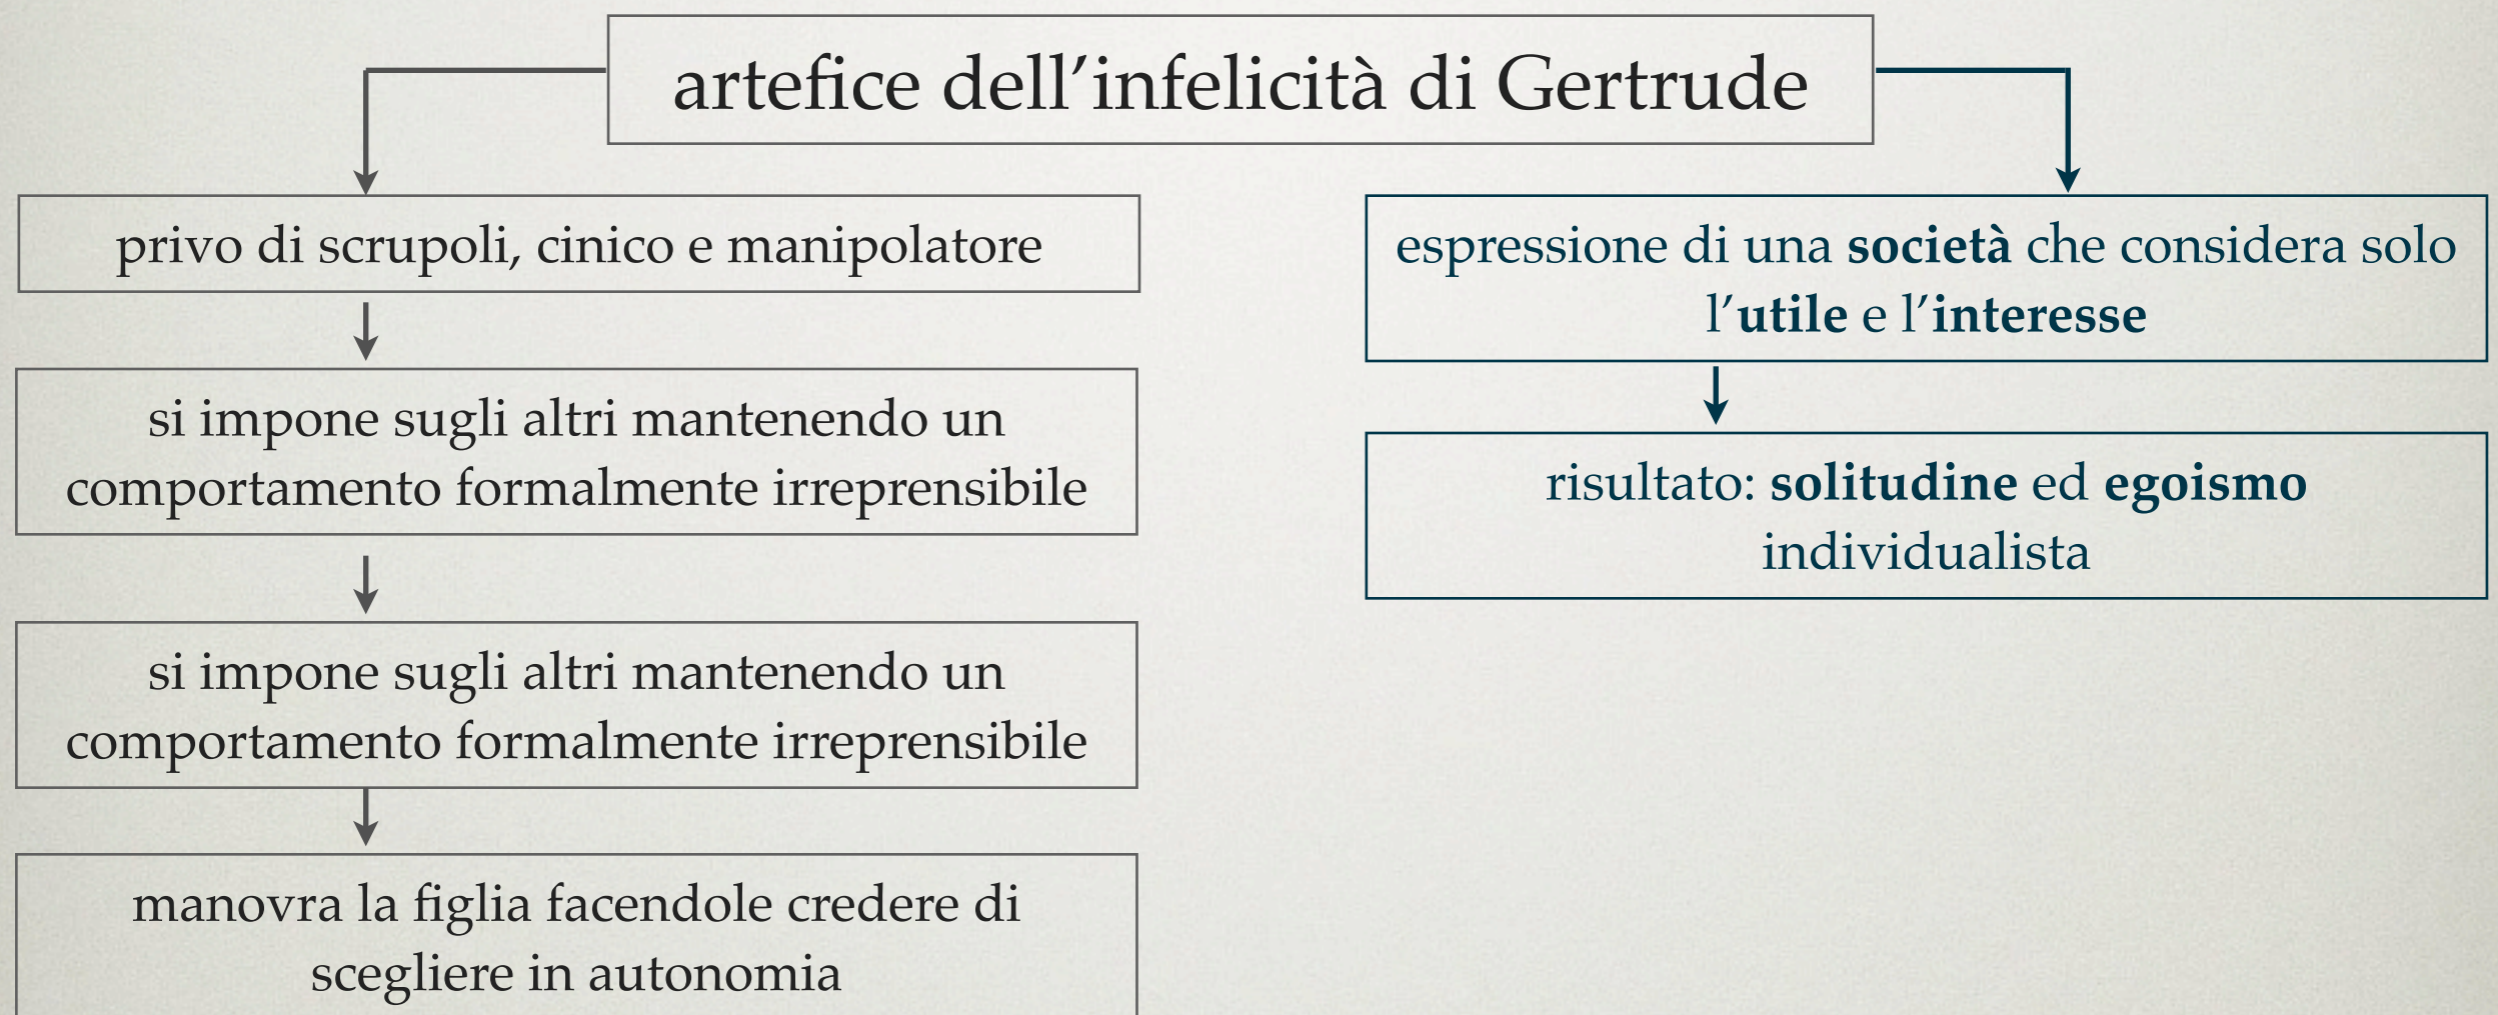 artefice dell’infelicità di Gertrude
privo di scrupoli, cinico e manipolatore
si impone sugli altri mantenendo un
comportamento formalmente irreprensibile
si impone sugli altri mantenendo un
comportamento formalmente irreprensibile
manovra la figlia facendole credere di
scegliere in autonomia
espressione di una società che considera solo
l’utile e l’interesse
risultato: solitudine ed egoismo
individualista